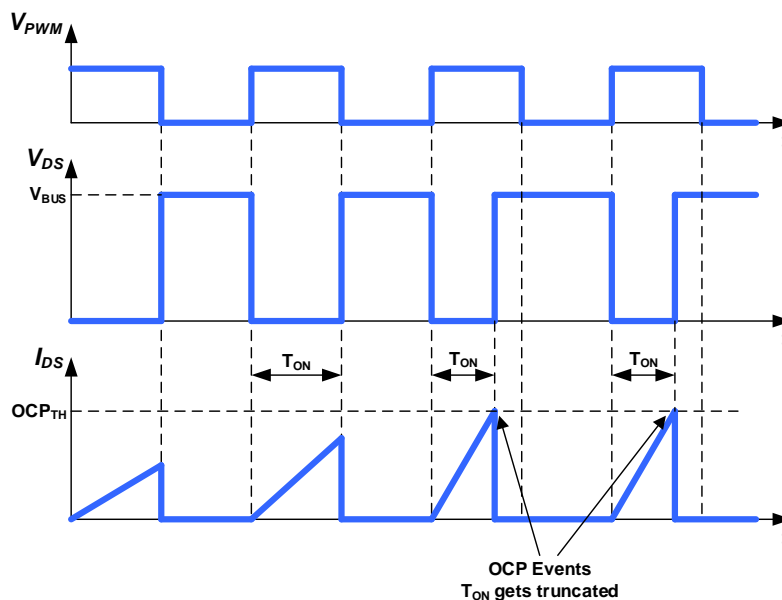 VPWM
VDS
VBUS
IDS
TON
TON
TON
OCPTH
OCP Events
TON gets truncated